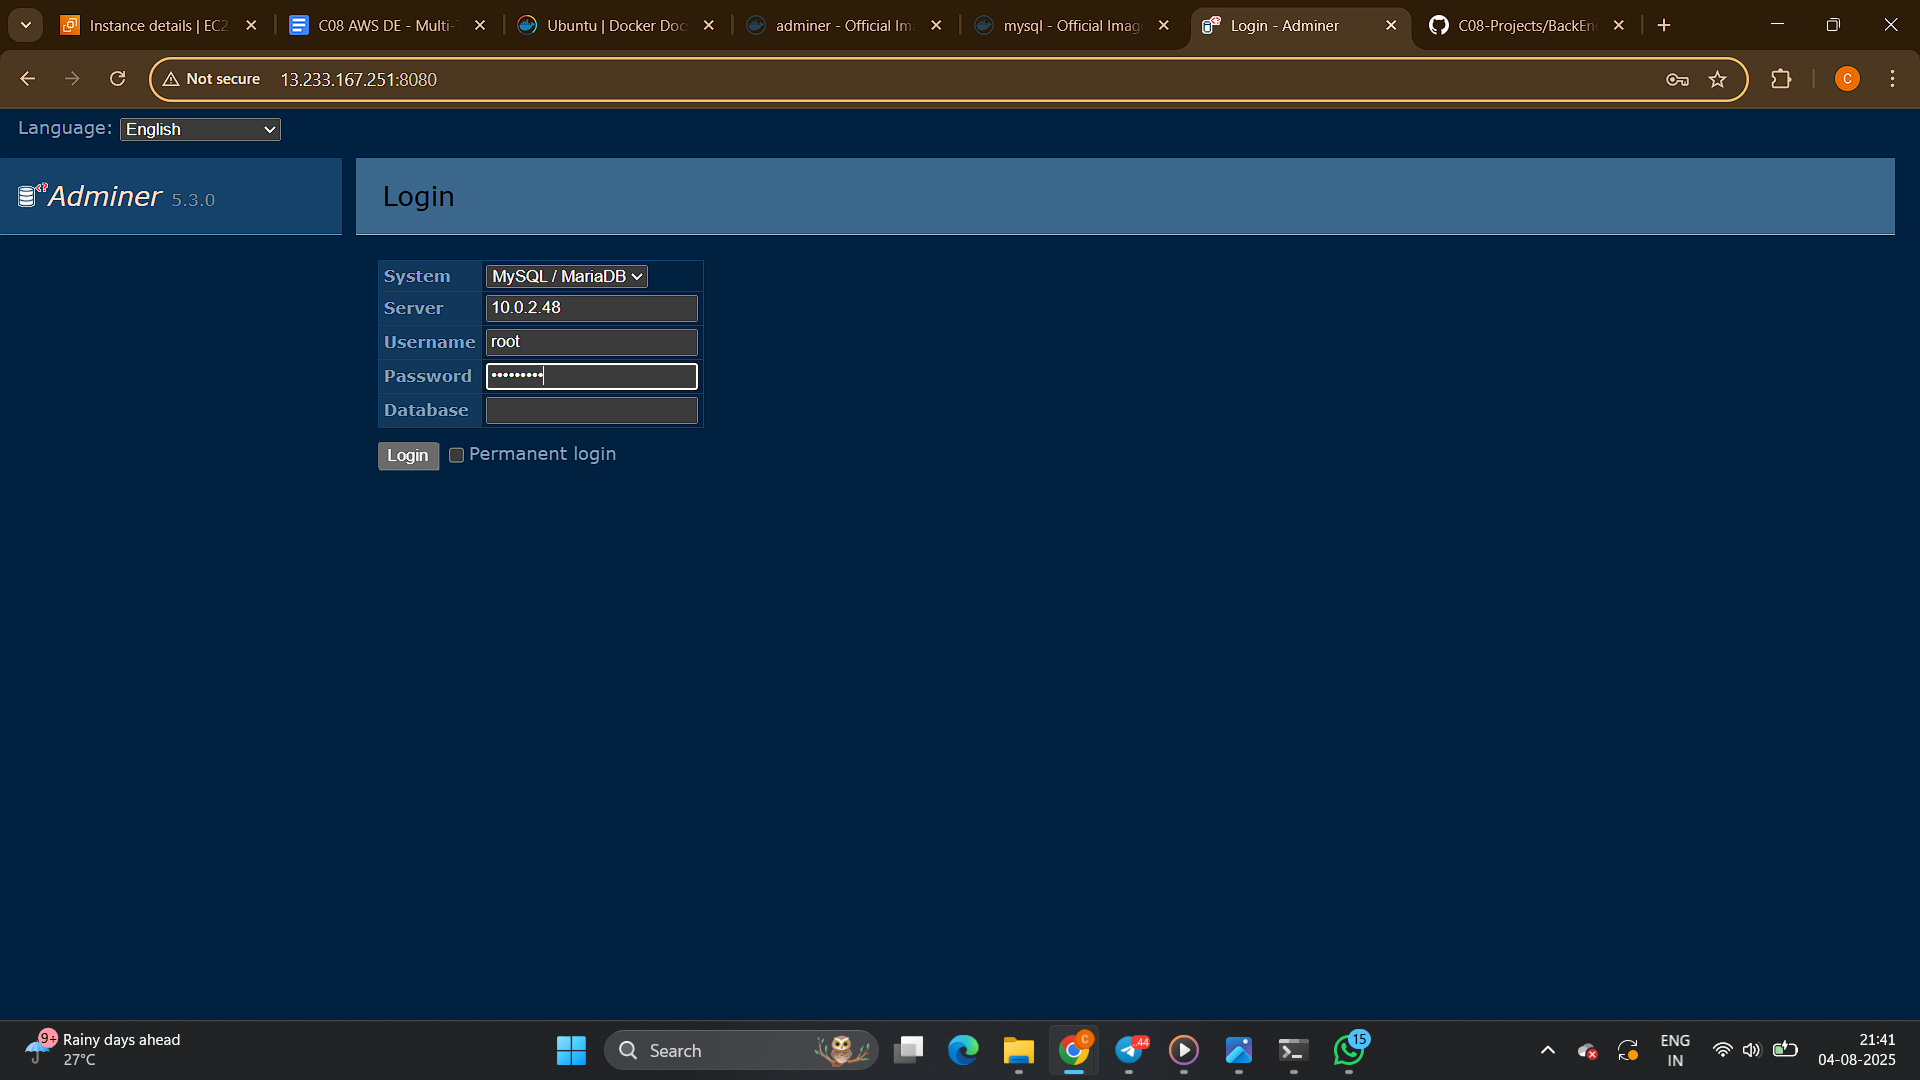 Instance details | EC2
C08 AWS DE - Multi-
Ubuntu | Docker Doc
adminer - Official Im
mysql - Official Imag
Login - Adminer
C08-Projects/BackEn
Not secure
13.233.167.251:8080
C
Language: English
Adminer 5.3.0
Login
System MySQL / MariaDB
Server 10.0.2.48
Username root
Password •••••••••
Database
Login Permanent login
9+
Rainy days ahead
27°C
Search
C
44
15
ENG
IN
21:41
04-08-2025